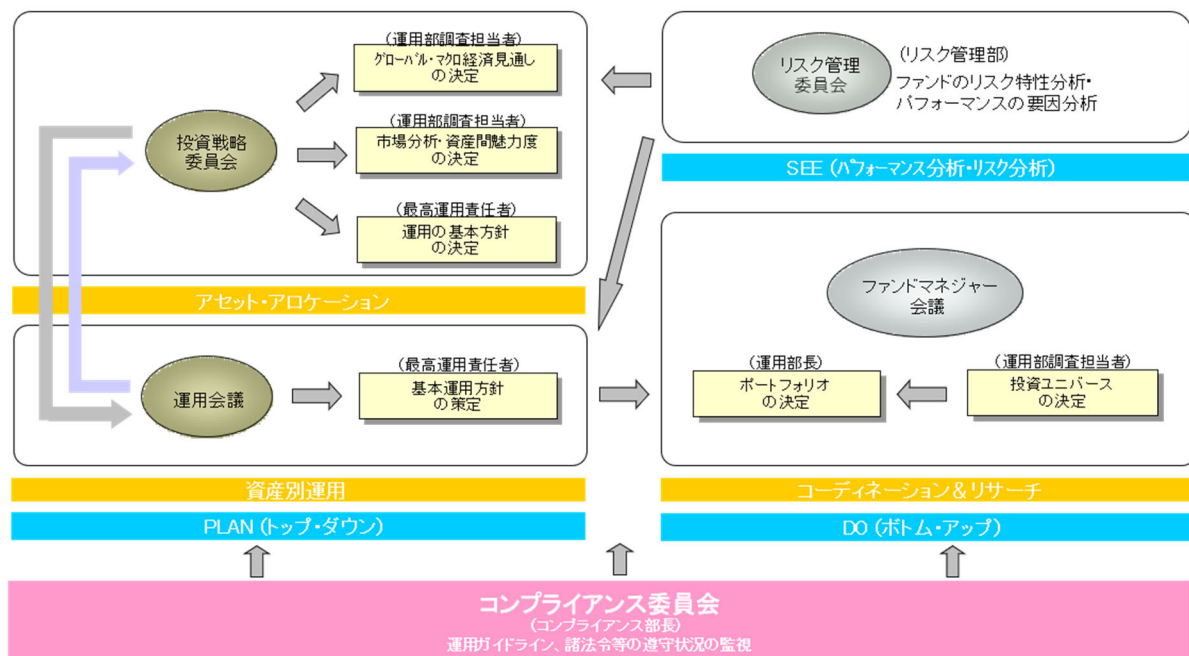 (運用部調査担当者)
グローバル・マクロ経済見通し
の決定
投資戦略
委員会
(運用部調査担当者)
市場分析・資産間魅力度
の決定
(最高運用責任者)
運用の基本方針
の決定
アセット・アロケーション
運用会議
(最高運用責任者)
基本運用方針
の策定
資産別運用
PLAN (トップ・ダウン)
リスク管理
委員会
(リスク管理部)
ファンドのリスク特性分析・
パフォーマンスの要因分析
SEE (パフォーマンス分析・リスク分析)
ファンドマネジャー
会議
(運用部長)
ポートフォリオ
の決定
(運用部調査担当者)
投資ユニバース
の決定
コーディネーション＆リサーチ
DO (ボトム・アップ)
コンプライアンス委員会
(コンプライアンス部長)
運用ガイドライン、諸法令等の遵守状況の監視